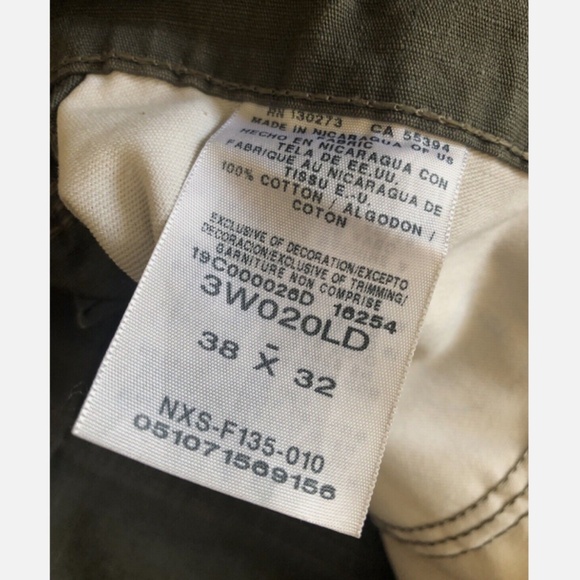 RN 130273 CA 55394
MADE IN NICARAGUA OF US
FABRIC
HECHO EN NICARAGUA CON
TELA DE EE.UU.
FABRIQUE AU NICARAGUA DE
TISSU E.-U.
100% COTTON / ALGODON /
COTON
EXCLUSIVE OF DECORATION/EXCEPTO
DECORACION/EXCLUSIVE OF TRIMMING/
GARNITURE NON COMPRISE
19C000026D 16254
3W020LD
38 X 32
NXS-F135-010
051071569156